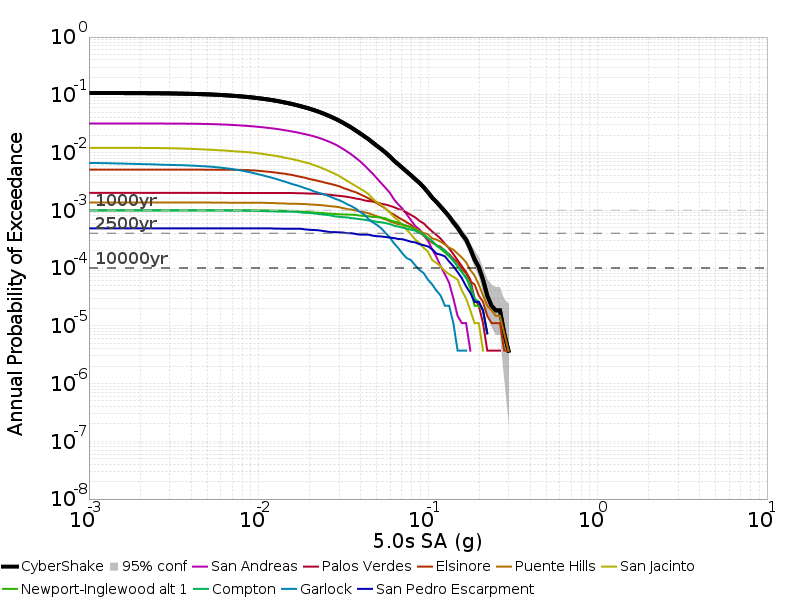 Annual Probability of Exceedance
10^0
10^-1
10^-2
10^-3
10^-4
10^-5
10^-6
10^-7
10^-8
1000yr
2500yr
10000yr
10^-3 10^-2 10^-1 10^0 10^1
5.0s SA (g)
CyberShake 95% conf San Andreas Palos Verdes Elsinore Puente Hills San Jacinto
Newport-Inglewood alt 1 Compton Garlock San Pedro Escarpment